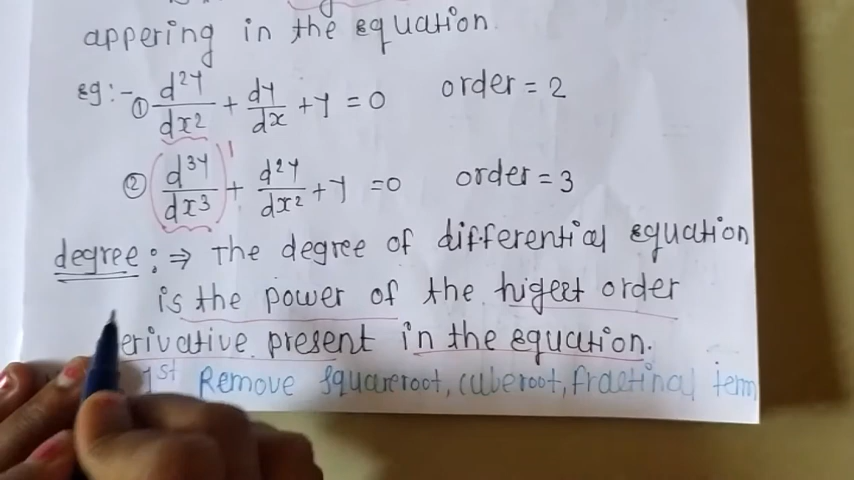 appering in the equation.
eg :- ① d²y/dx² + dy/dx + y = 0 order = 2
② (d³y/dx³)¹ + d²y/dx² + y = 0 order = 3
degree : ⇒ The degree of differential equation
is the power of the higest order
erivative present in the equation.
1st Remove squareroot, cuberoot, fractinal term